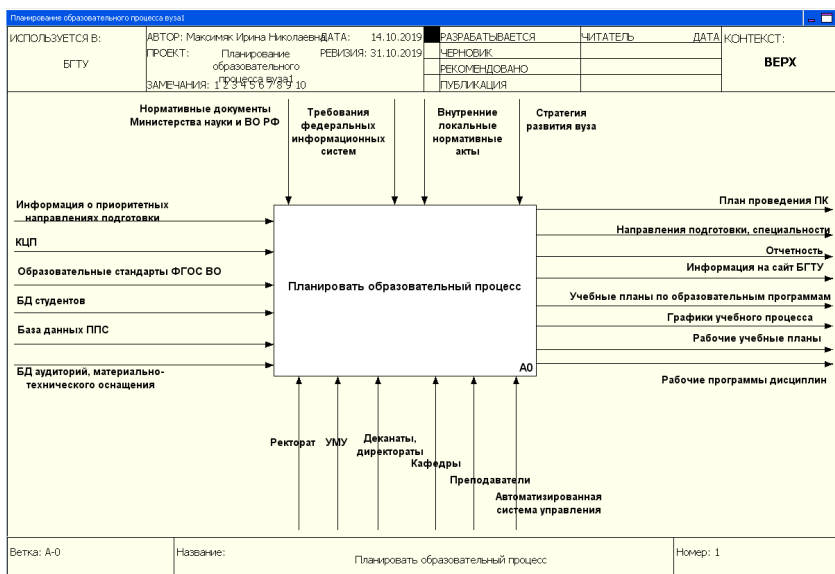 Планирование образовательного процесса вуза1
ИСПОЛЬЗУЕТСЯ В:
БГТУ
АВТОР: Максимяк Ирина Николаевна
ДАТА: 14.10.2019
ПРОЕКТ: Планирование
образовательного
процесса вуза1
РЕВИЗИЯ: 31.10.2019
ЗАМЕЧАНИЯ: 1 2 3 4 5 6 7 8 9 10
РАЗРАБАТЫВАЕТСЯ
ЧЕРНОВИК
РЕКОМЕНДОВАНО
ПУБЛИКАЦИЯ
ЧИТАТЕЛЬ
ДАТА
КОНТЕКСТ:
ВЕРХ
Нормативные документы
Министерства науки и ВО РФ
Требования
федеральных
информационных
систем
Внутренние
локальные
нормативные
акты
Стратегия
развития вуза
Информация о приоритетных
направлениях подготовки
КЦП
Образовательные стандарты ФГОС ВО
БД студентов
База данных ППС
БД аудиторий, материально-
технического оснащения
Планировать образовательный процесс
A0
План проведения ПК
Направления подготовки, специальности
Отчетность
Информация на сайт БГТУ
Учебные планы по образовательным программам
Графики учебного процесса
Рабочие учебные планы
Рабочие программы дисциплин
Ректорат
УМУ
Деканаты,
директораты
Кафедры
Преподаватели
Автоматизированная
система управления
Ветка: A-0
Название:
Планировать образовательный процесс
Номер: 1